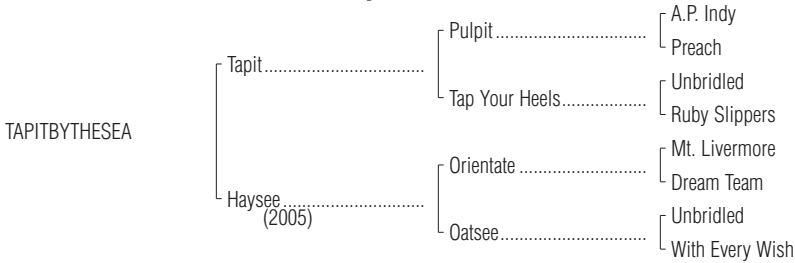 A.P. Indy
Pulpit................................
Preach
Tapit................................
Unbridled
Tap Your Heels..................
Ruby Slippers
TAPITBYTHESEA
Mt. Livermore
Orientate ..........................
Dream Team
Haysee............................
(2005)
Unbridled
Oatsee..............................
With Every Wish